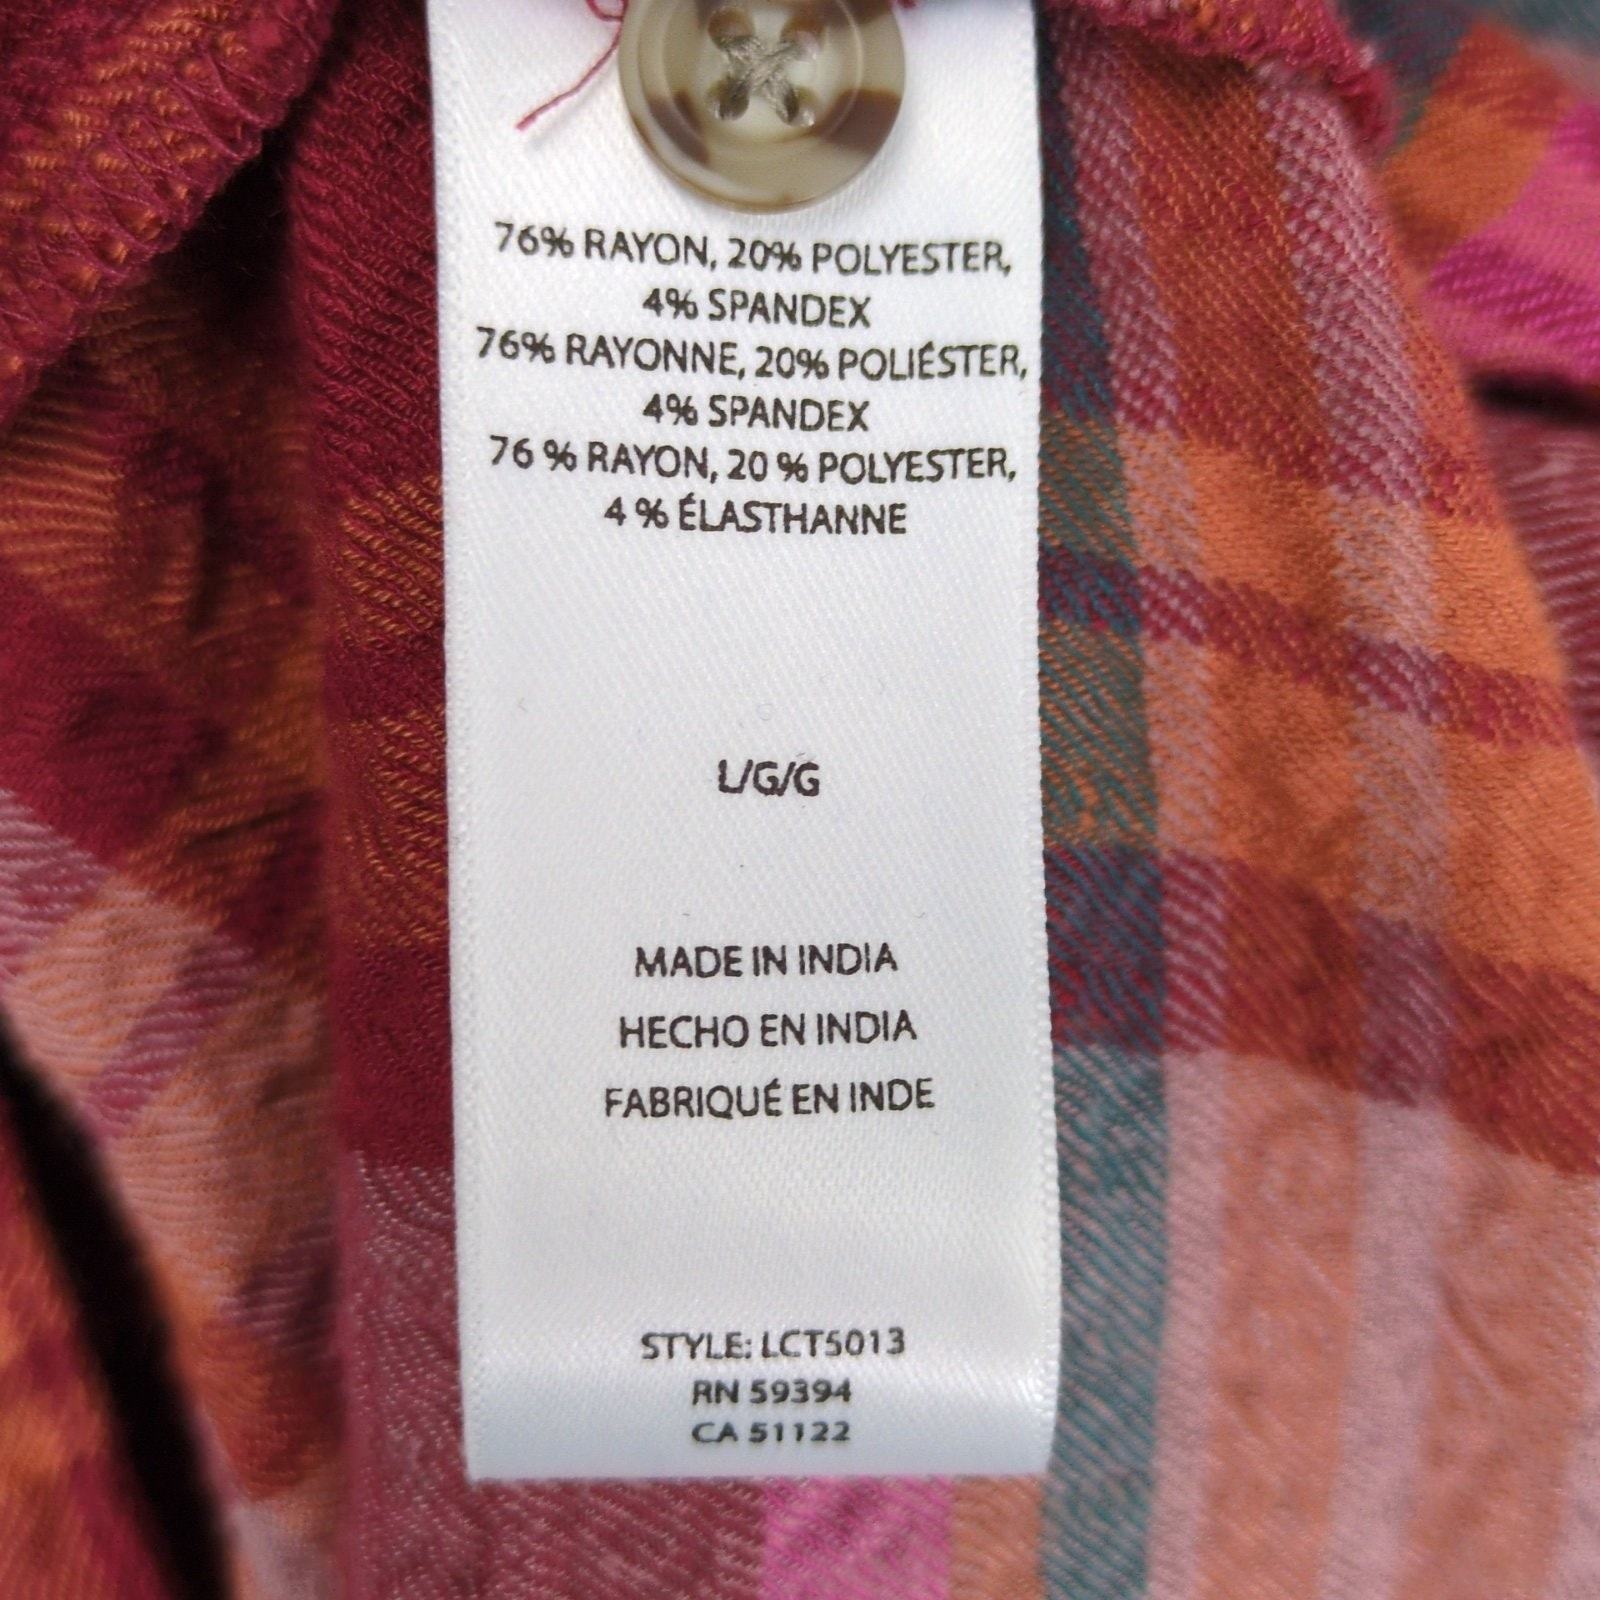 76% RAYON, 20% POLYESTER,
4% SPANDEX
76% RAYONNE, 20% POLIÉSTER,
4% SPANDEX
76 % RAYON, 20 % POLYESTER,
4 % ÉLASTHANNE
L/G/G
MADE IN INDIA
HECHO EN INDIA
FABRIQUÉ EN INDE
STYLE: LCT5013
RN 59394
CA 51122